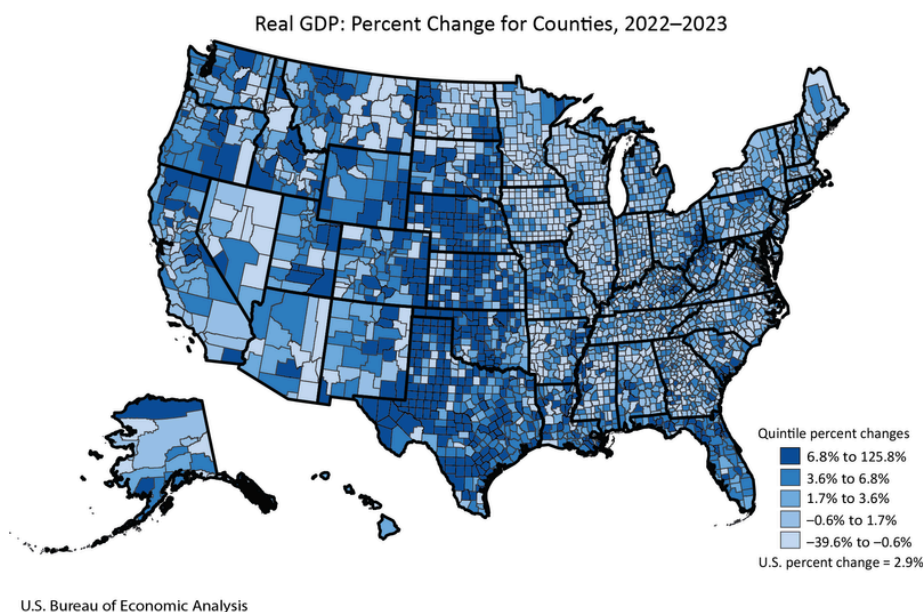 Real GDP: Percent Change for Counties, 2022–2023
Quintile percent changes
6.8% to 125.8%
3.6% to 6.8%
1.7% to 3.6%
–0.6% to 1.7%
–39.6% to –0.6%
U.S. percent change = 2.9%
U.S. Bureau of Economic Analysis